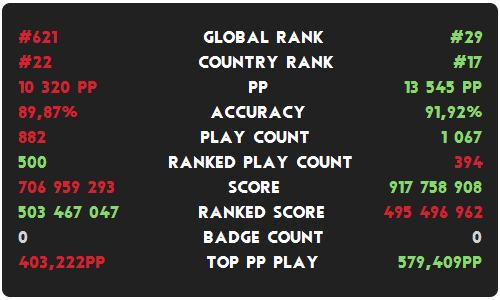 #621 GLOBAL RANK #29
#22 COUNTRY RANK #17
10 320 PP PP 13 545 PP
89,87% ACCURACY 91,92%
882 PLAY COUNT 1 067
500 RANKED PLAY COUNT 394
706 959 293 SCORE 917 758 908
503 467 047 RANKED SCORE 495 496 962
0 BADGE COUNT 0
403,222PP TOP PP PLAY 579,409PP